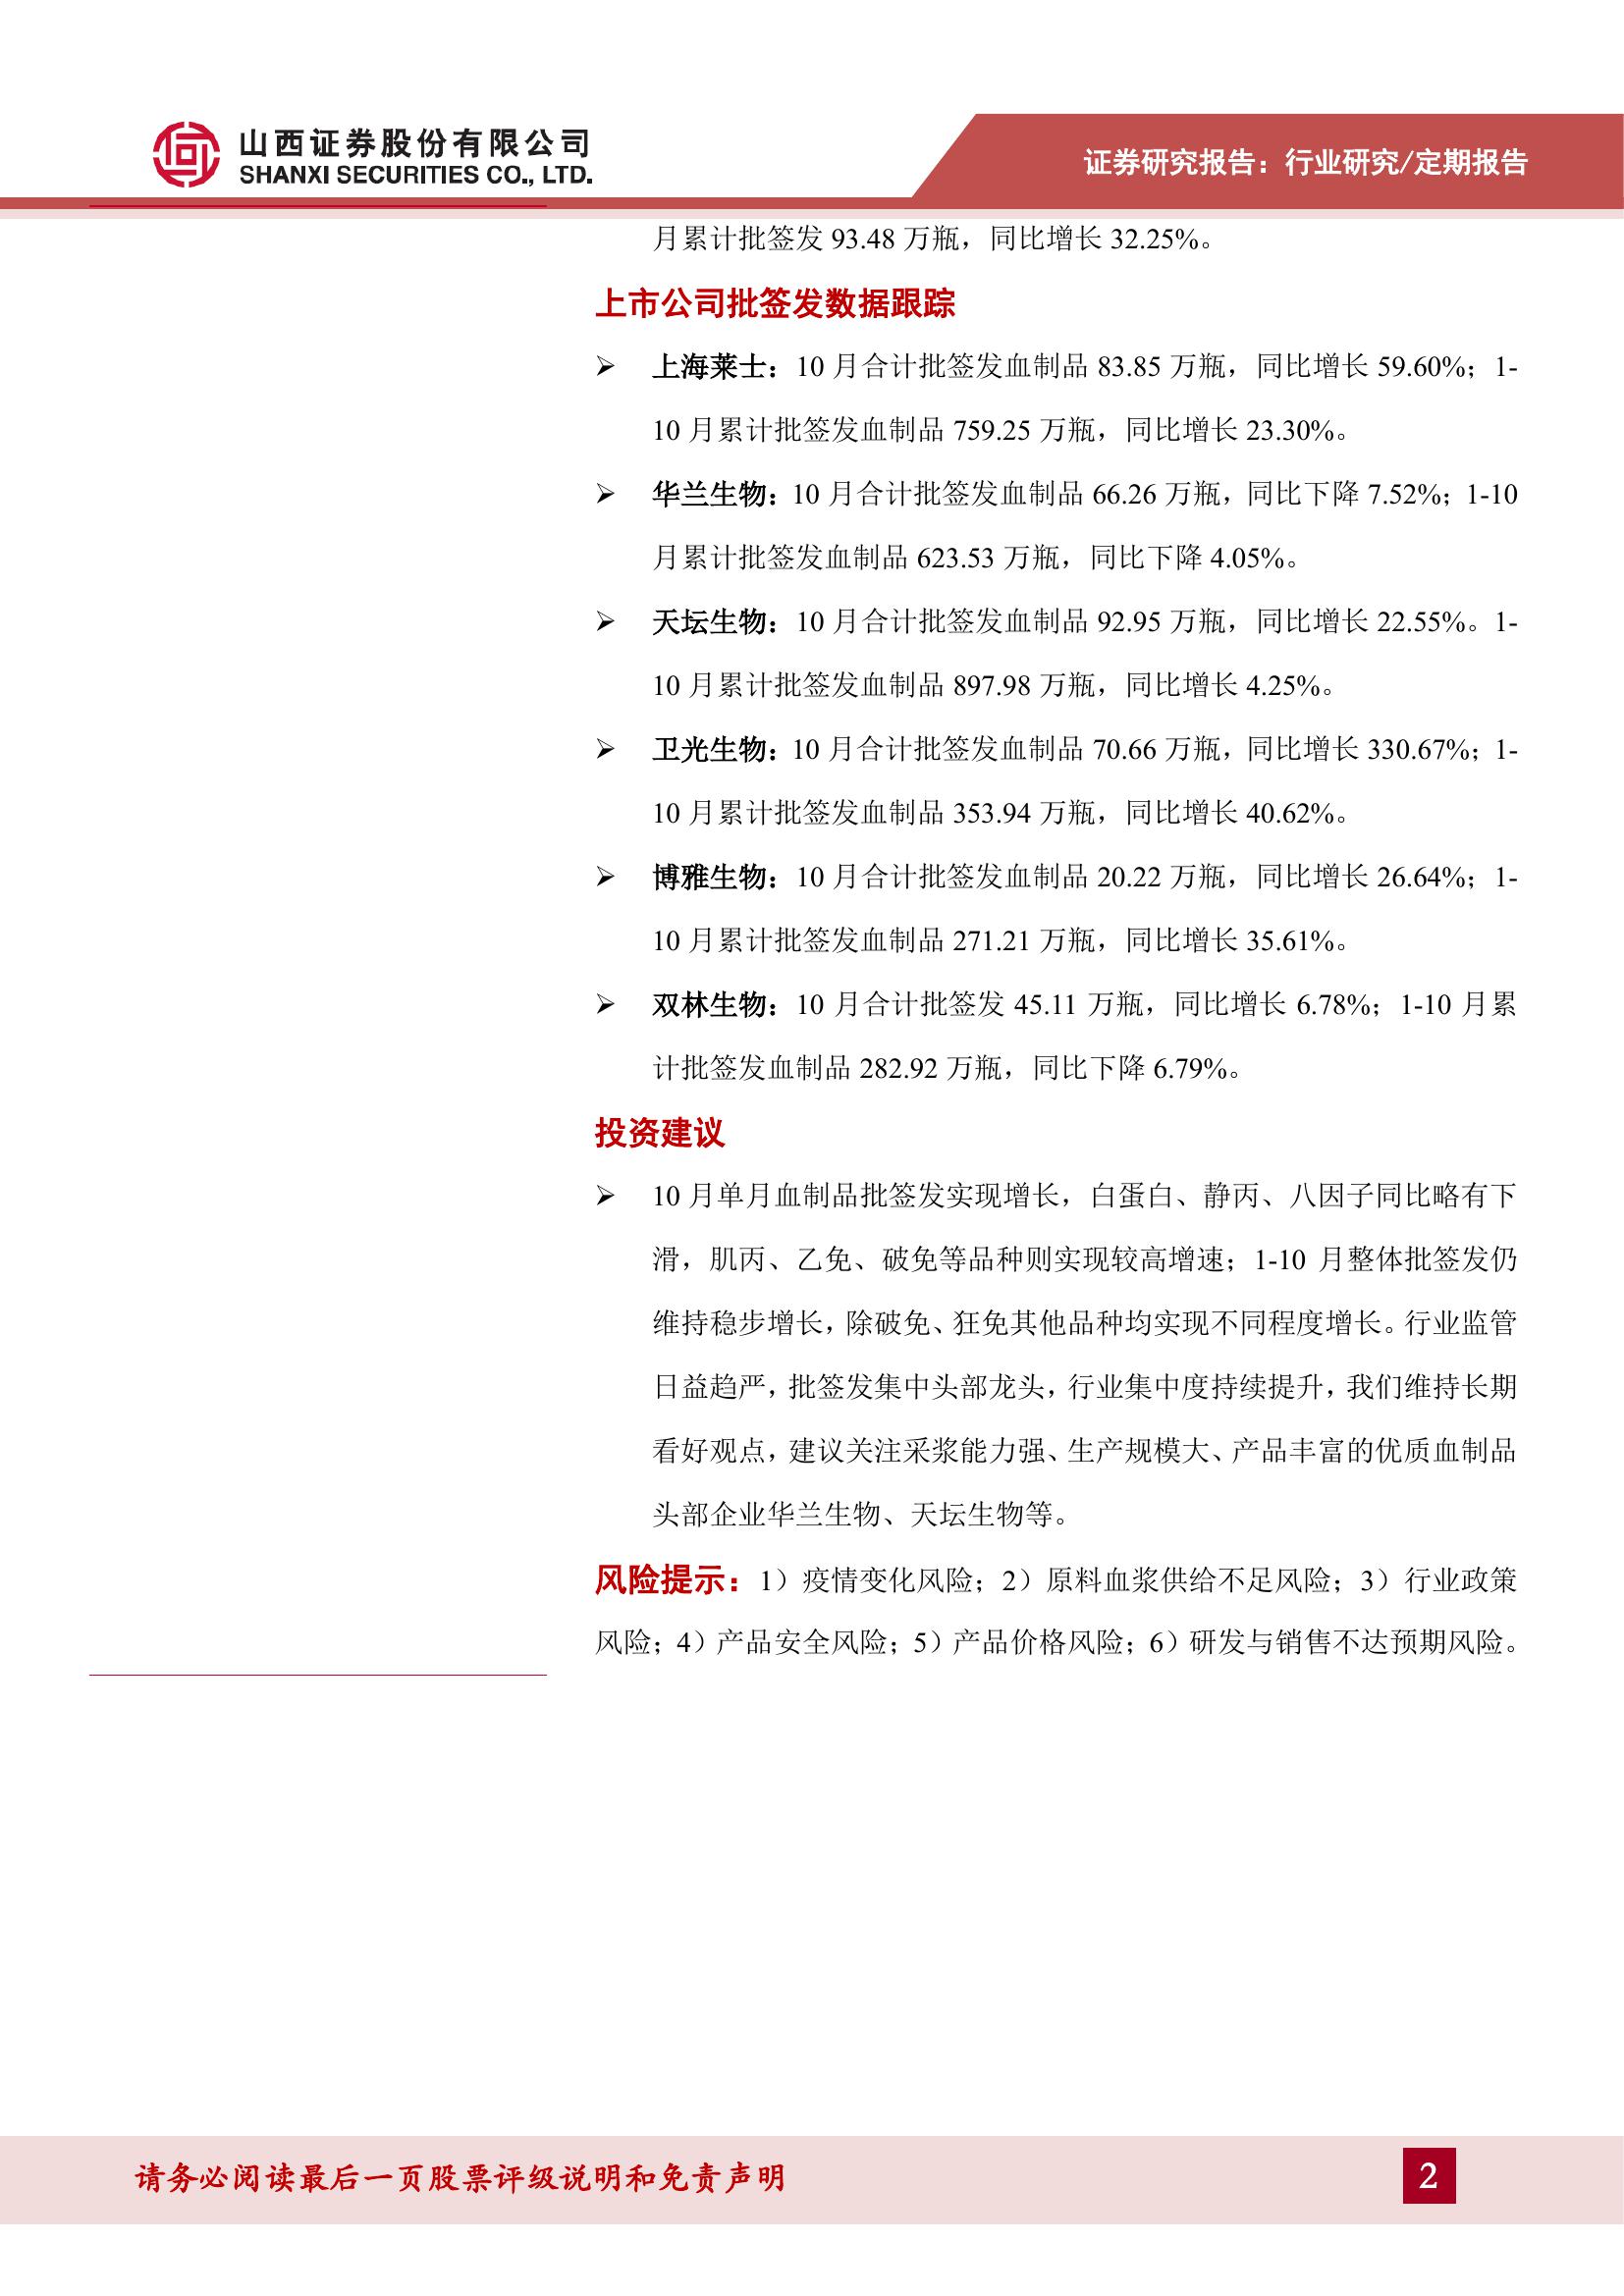 山西证券股份有限公司
SHANXI SECURITIES CO., LTD.
证券研究报告：行业研究/定期报告
月累计批签发 93.48 万瓶，同比增长 32.25%。
上市公司批签发数据跟踪
➢ 上海莱士：10 月合计批签发血制品 83.85 万瓶，同比增长 59.60%；1-
10 月累计批签发血制品 759.25 万瓶，同比增长 23.30%。
➢ 华兰生物：10 月合计批签发血制品 66.26 万瓶，同比下降 7.52%；1-10
月累计批签发血制品 623.53 万瓶，同比下降 4.05%。
➢ 天坛生物：10 月合计批签发血制品 92.95 万瓶，同比增长 22.55%。1-
10 月累计批签发血制品 897.98 万瓶，同比增长 4.25%。
➢ 卫光生物：10 月合计批签发血制品 70.66 万瓶，同比增长 330.67%；1-
10 月累计批签发血制品 353.94 万瓶，同比增长 40.62%。
➢ 博雅生物：10 月合计批签发血制品 20.22 万瓶，同比增长 26.64%；1-
10 月累计批签发血制品 271.21 万瓶，同比增长 35.61%。
➢ 双林生物：10 月合计批签发 45.11 万瓶，同比增长 6.78%；1-10 月累
计批签发血制品 282.92 万瓶，同比下降 6.79%。
投资建议
➢ 10 月单月血制品批签发实现增长，白蛋白、静丙、八因子同比略有下
滑，肌丙、乙免、破免等品种则实现较高增速；1-10 月整体批签发仍
维持稳步增长，除破免、狂免其他品种均实现不同程度增长。行业监管
日益趋严，批签发集中头部龙头，行业集中度持续提升，我们维持长期
看好观点，建议关注采浆能力强、生产规模大、产品丰富的优质血制品
头部企业华兰生物、天坛生物等。
风险提示：1）疫情变化风险；2）原料血浆供给不足风险；3）行业政策
风险；4）产品安全风险；5）产品价格风险；6）研发与销售不达预期风险。
请务必阅读最后一页股票评级说明和免责声明
2